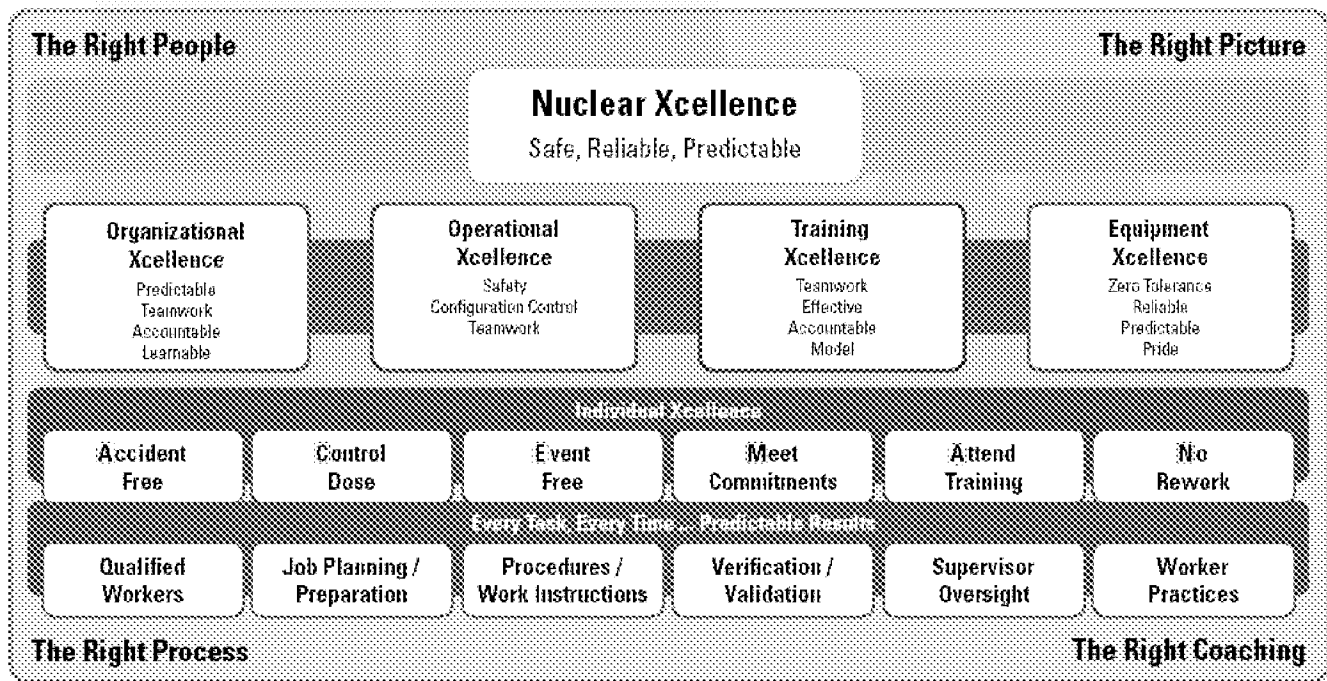 The Right People
The Right Picture
Nuclear Xcellence
Safe, Reliable, Predictable
Organizational
Xcellence
Predictable
Teamwork
Accountable
Learnable
Operational
Xcellence
Safety
Configuration Control
Teamwork
Training
Xcellence
Teamwork
Effective
Accountable
Model
Equipment
Xcellence
Zero Tolerance
Reliable
Predictable
Pride
Individual Xcellence
Accident
Free
Control
Dose
Event
Free
Meet
Commitments
Attend
Training
No
Rework
Every Task, Every Time... Predictable Results
Qualified
Workers
Job Planning /
Preparation
Procedures /
Work Instructions
Verification /
Validation
Supervisor
Oversight
Worker
Practices
The Right Process
The Right Coaching